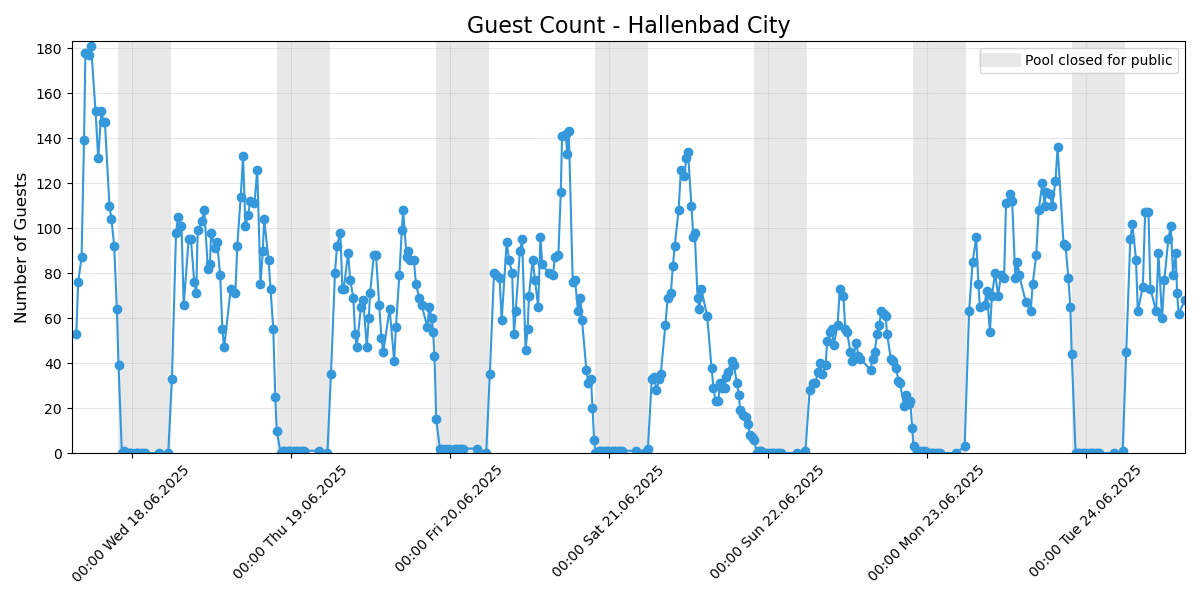 Guest Count - Hallenbad City
Pool closed for public
Number of Guests
180
160
140
120
100
80
60
40
20
0
00:00 Wed 18.06.2025
00:00 Thu 19.06.2025
00:00 Fri 20.06.2025
00:00 Sat 21.06.2025
00:00 Sun 22.06.2025
00:00 Mon 23.06.2025
00:00 Tue 24.06.2025